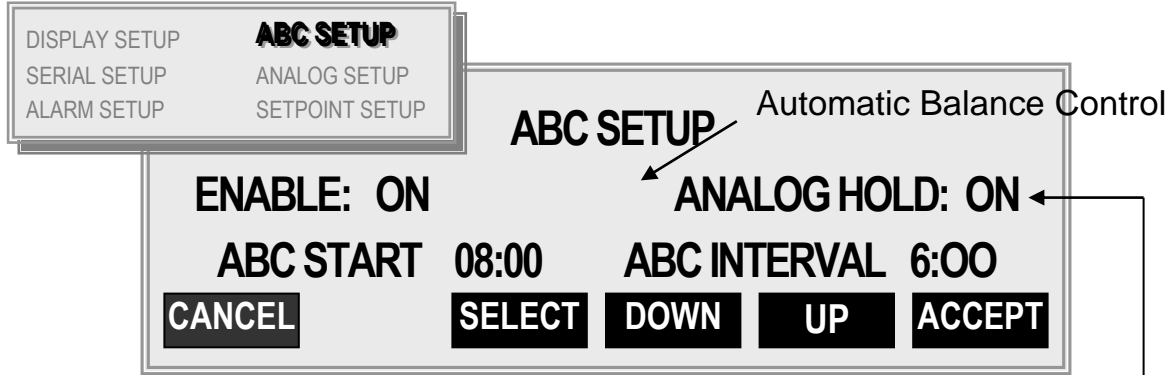 DISPLAY SETUP ABC SETUP
SERIAL SETUP ANALOG SETUP
ALARM SETUP SETPOINT SETUP
Automatic Balance Control
ABC SETUP
ENABLE: ON ANALOG HOLD: ON
ABC START 08:00 ABC INTERVAL 6:OO
CANCEL SELECT DOWN UP ACCEPT